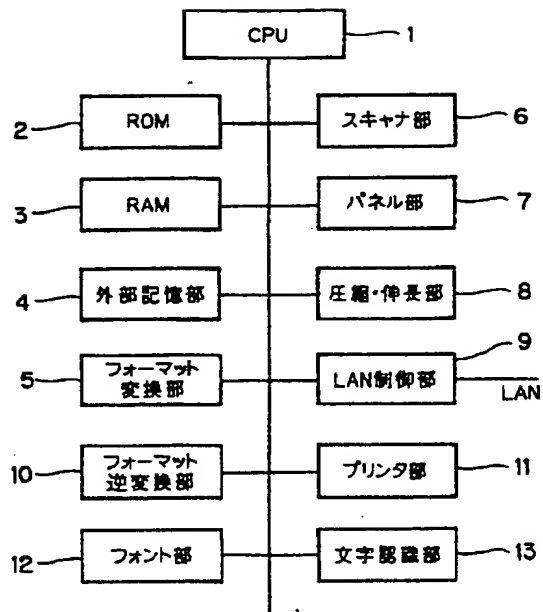 CPU
1
2
ROM
スキャナ部
6
3
RAM
パネル部
7
4
外部記憶部
圧縮・伸長部
8
5
フォーマット
変換部
LAN制御部
9
LAN
10
フォーマット
逆変換部
プリンタ部
11
12
フォント部
文字認識部
13